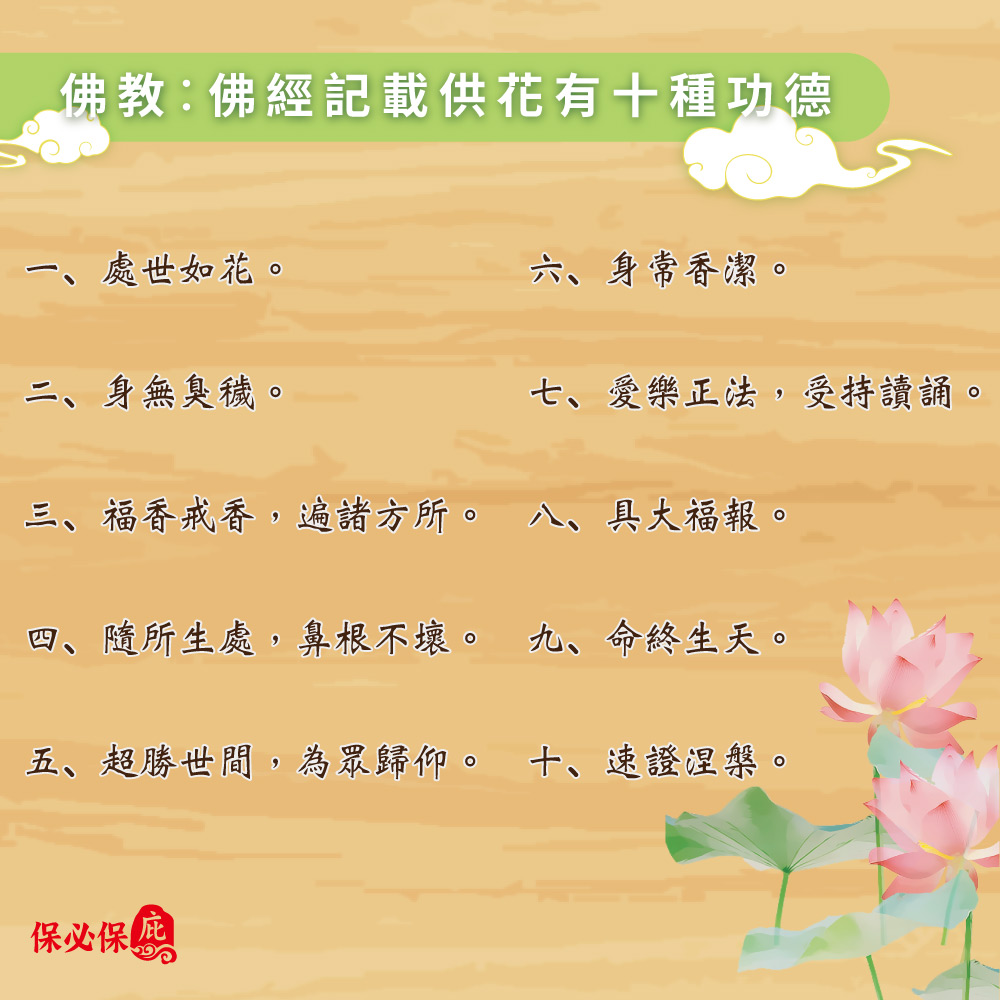 佛教：佛經記載供花有十種功德
一、處世如花。
二、身無臭穢。
三、福香戒香，遍諸方所。
四、隨所生處，鼻根不壞。
五、超勝世間，為眾歸仰。
六、身常香潔。
七、愛樂正法，受持讀誦。
八、具大福報。
九、命終生天。
十、速證涅槃。
保必保庇